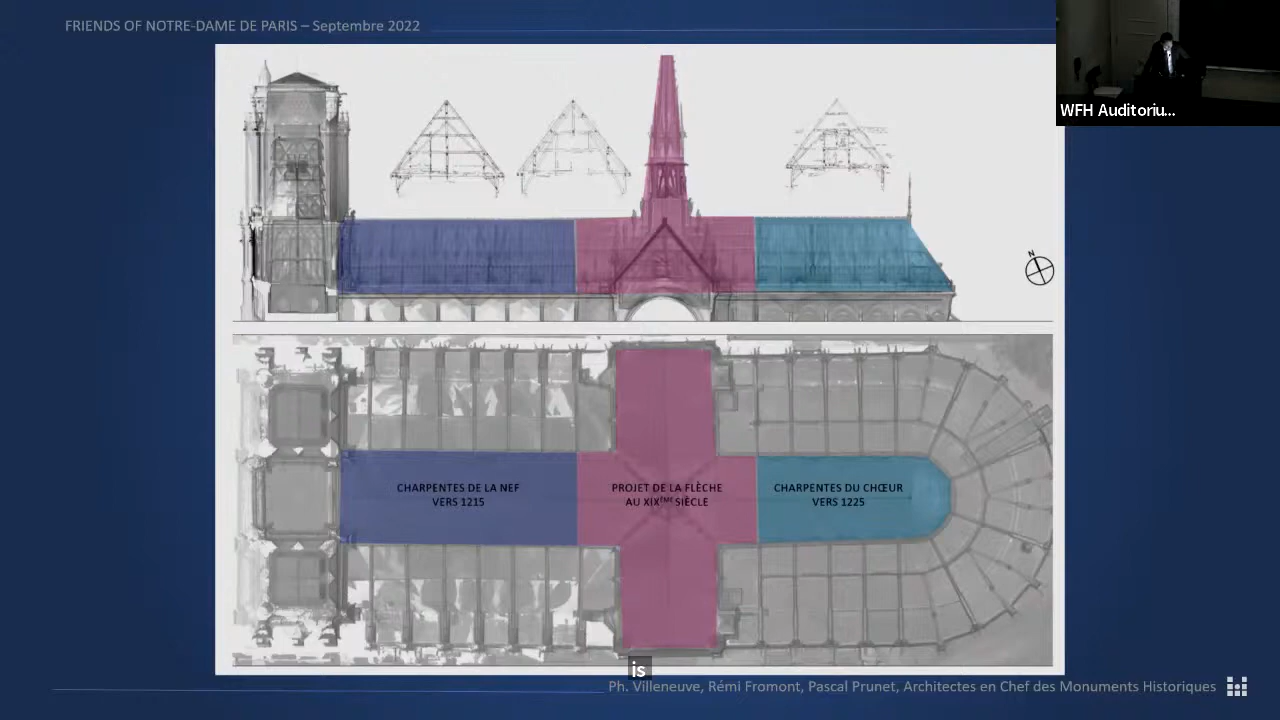 FRIENDS OF NOTRE-DAME DE PARIS – Septembre 2022
WFH Auditoriu...
N
CHARPENTES DE LA NEF
VERS 1215
PROJET DE LA FLÈCHE
AU XIXÈME SIÈCLE
CHARPENTES DU CHŒUR
VERS 1225
is
Ph. Villeneuve, Rémi Fromont, Pascal Prunet, Architectes en Chef des Monuments Historiques